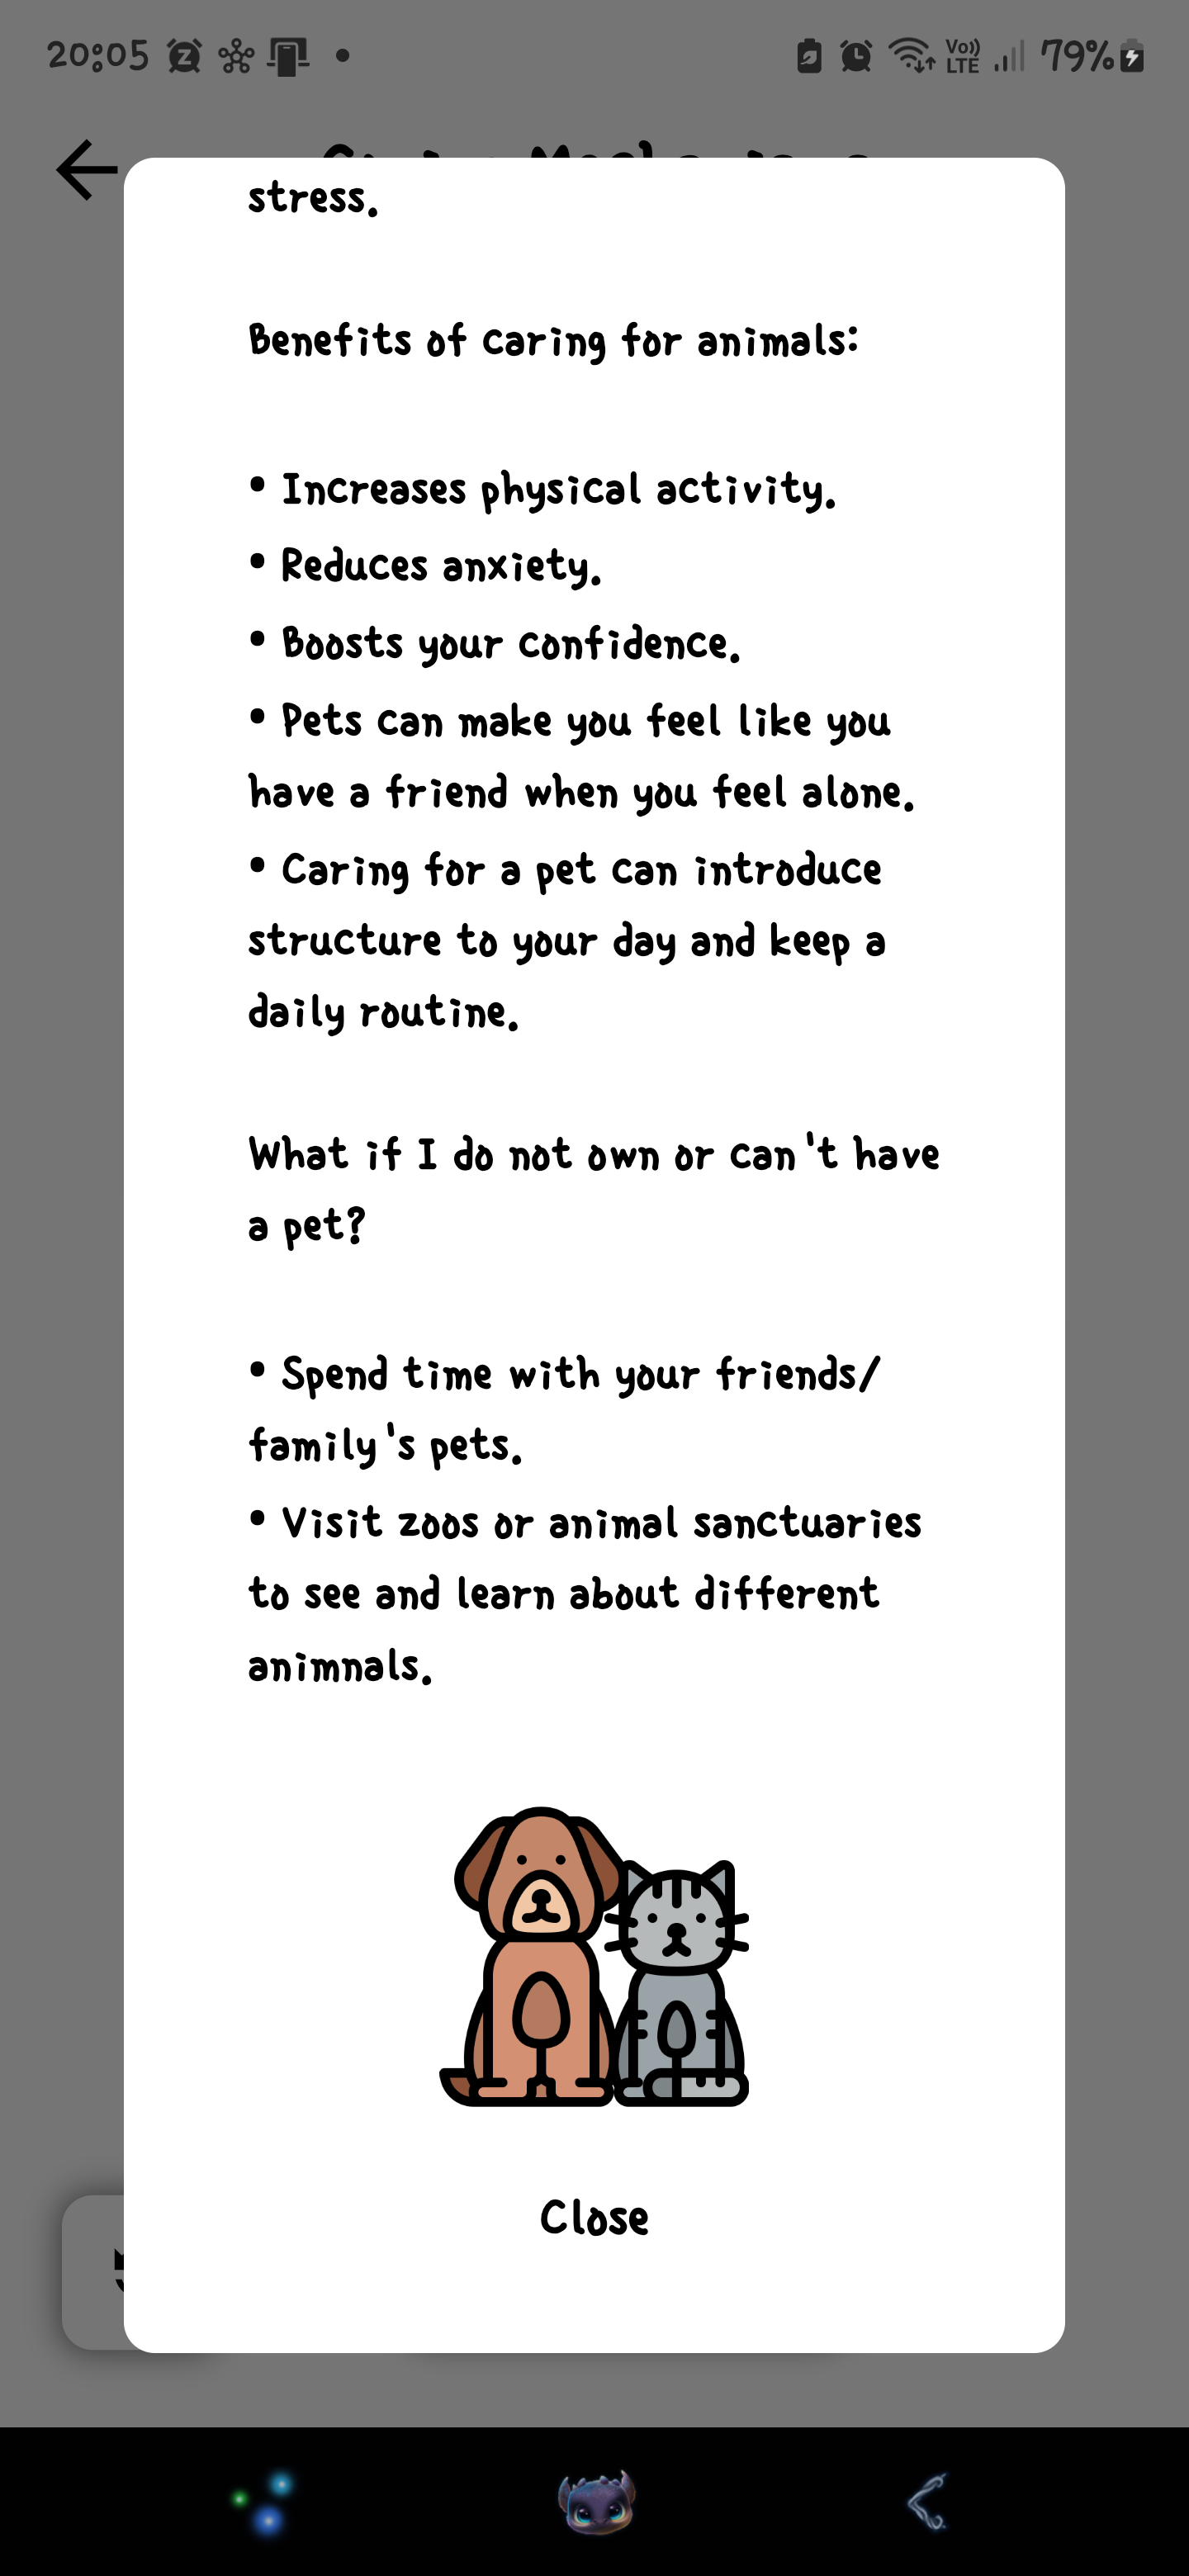 20:05
Vo))
LTE
79%
stress.
Benefits of caring for animals:
• Increases physical activity.
• Reduces anxiety.
• Boosts your confidence.
• Pets can make you feel like you
have a friend when you feel alone.
• Caring for a pet can introduce
structure to your day and keep a
daily routine.
What if I do not own or can't have
a pet?
• Spend time with your friends/
family's pets.
• Visit zoos or animal sanctuaries
to see and learn about different
animnals.
Close